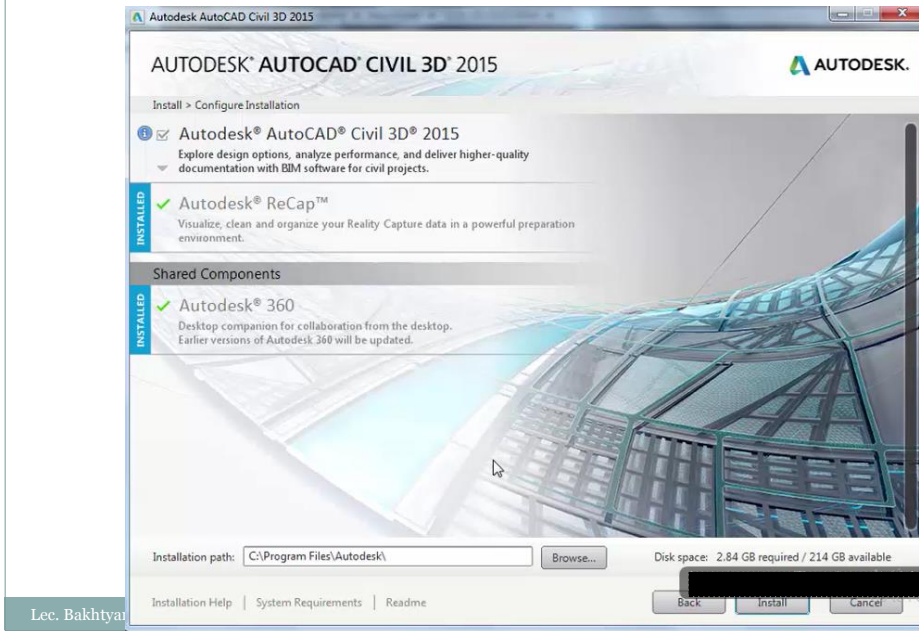 Autodesk AutoCAD Civil 3D 2015
AUTODESK® AUTOCAD® CIVIL 3D® 2015
AUTODESK.
Install > Configure Installation
Autodesk® AutoCAD® Civil 3D® 2015
Explore design options, analyze performance, and deliver higher-quality
documentation with BIM software for civil projects.
INSTALLED
Autodesk® ReCap™
Visualize, clean and organize your Reality Capture data in a powerful preparation
environment.
Shared Components
INSTALLED
Autodesk® 360
Desktop companion for collaboration from the desktop.
Earlier versions of Autodesk 360 will be updated.
Installation path: C:\Program Files\Autodesk\ Browse... Disk space: 2.84 GB required / 214 GB available
Installation Help | System Requirements | Readme Back Install Cancel
Lec. Bakhtyar